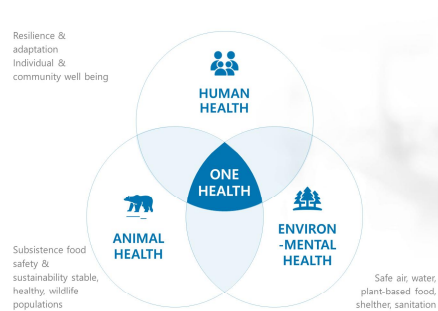 Resilience &
adaptation
Individual &
community well being
HUMAN
HEALTH
ONE
HEALTH
ANIMAL
HEALTH
ENVIRON
-MENTAL
HEALTH
Subsistence food
safety &
sustainability stable,
healthy, wildlife
populations
Safe air, water,
plant-based food,
shelther, sanitation